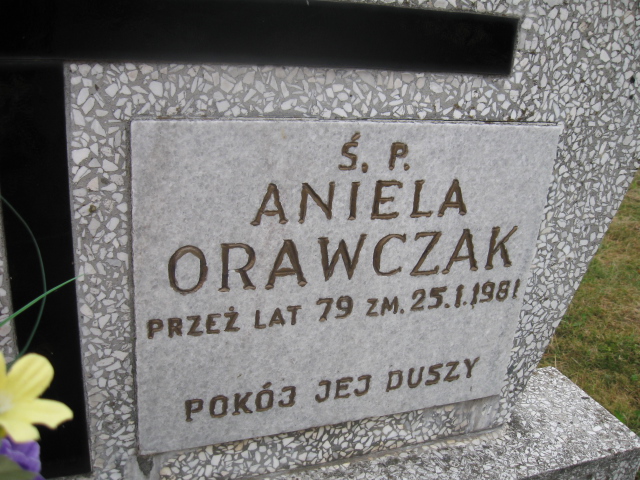 Ś. P.
ANIELA
ORAWCZAK
PRZEŻ LAT 79 ZM. 25.1.1981
POKÓJ JEJ DUSZY